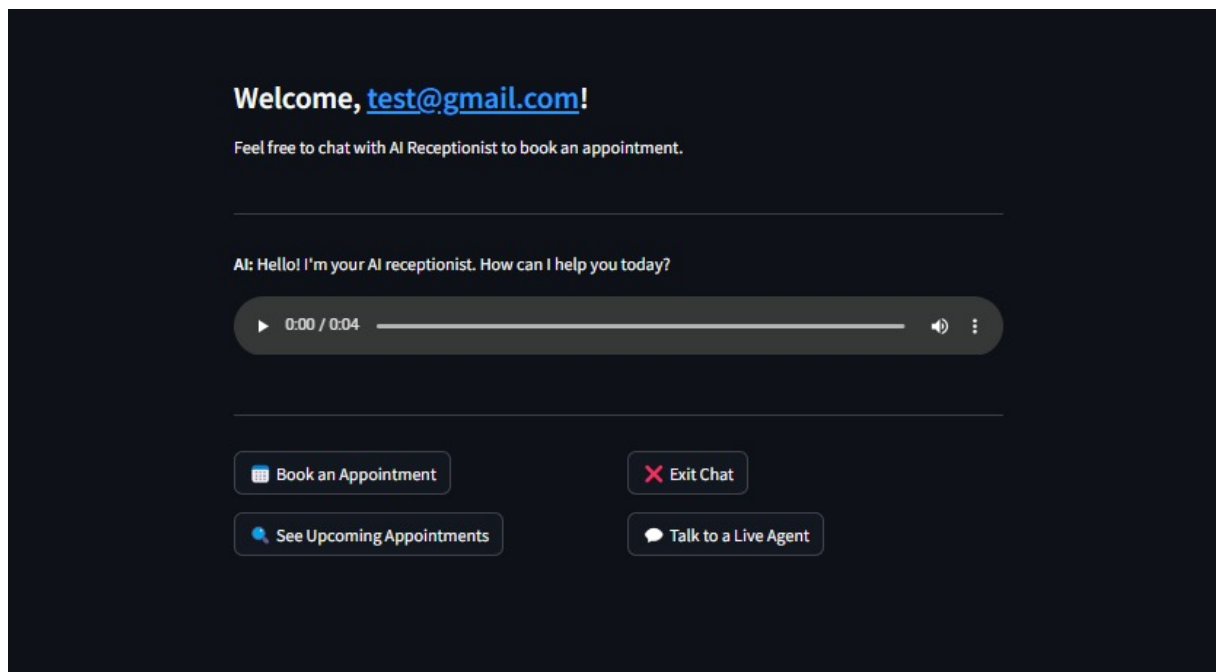 Welcome, test@gmail.com!
Feel free to chat with AI Receptionist to book an appointment.
AI: Hello! I'm your AI receptionist. How can I help you today?
0:00 / 0:04
Book an Appointment
Exit Chat
See Upcoming Appointments
Talk to a Live Agent